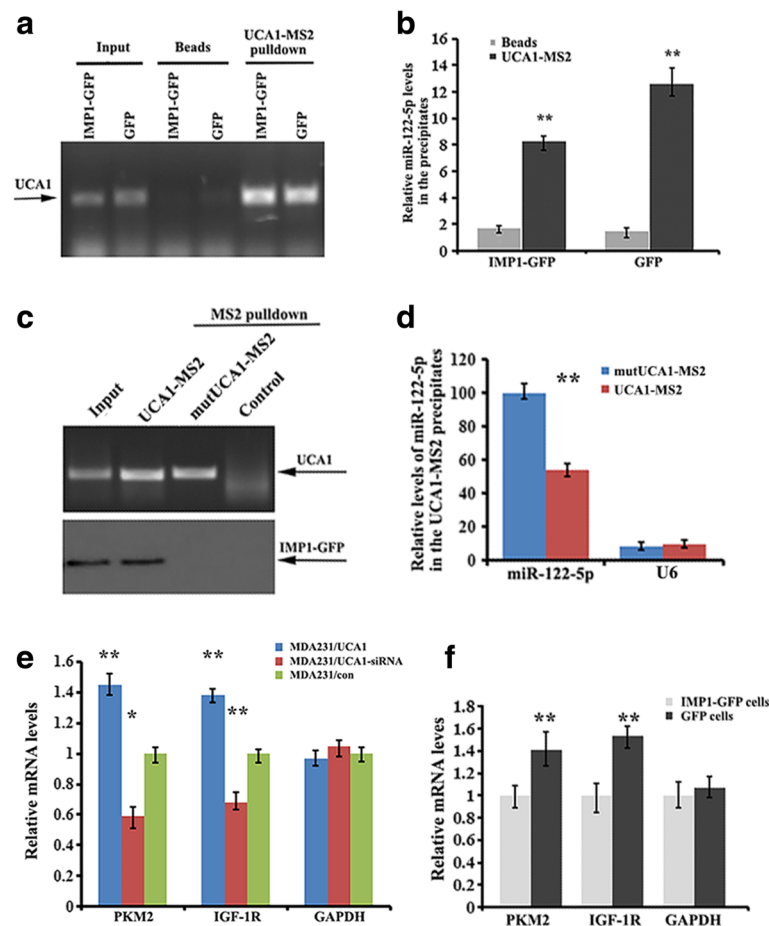 a
Input
Beads
UCA1-MS2
pulldown
IMP1-GFP
GFP
IMP1-GFP
GFP
IMP1-GFP
GFP
UCA1
b
Relative miR-122-5p levels
in the precipitates
16
14
12
10
8
6
4
2
0
Beads
UCA1-MS2
**
**
IMP1-GFP
GFP
c
MS2 pulldown
Input
UCA1-MS2
mutUCA1-MS2
Control
UCA1
IMP1-GFP
d
Relative levels of miR-122-5p
in the UCA1-MS2 precipitates
120
100
80
60
40
20
0
mutUCA1-MS2
UCA1-MS2
**
miR-122-5p
U6
e
Relative mRNA levels
1.6
1.4
1.2
1
0.8
0.6
0.4
0.2
0
MDA231/UCA1
MDA231/UCA1-siRNA
MDA231/con
**
*
**
**
PKM2
IGF-1R
GAPDH
f
Relative mRNA leves
1.8
1.6
1.4
1.2
1
0.8
0.6
0.4
0.2
0
IMP1-GFP cells
GFP cells
**
**
PKM2
IGF-1R
GAPDH